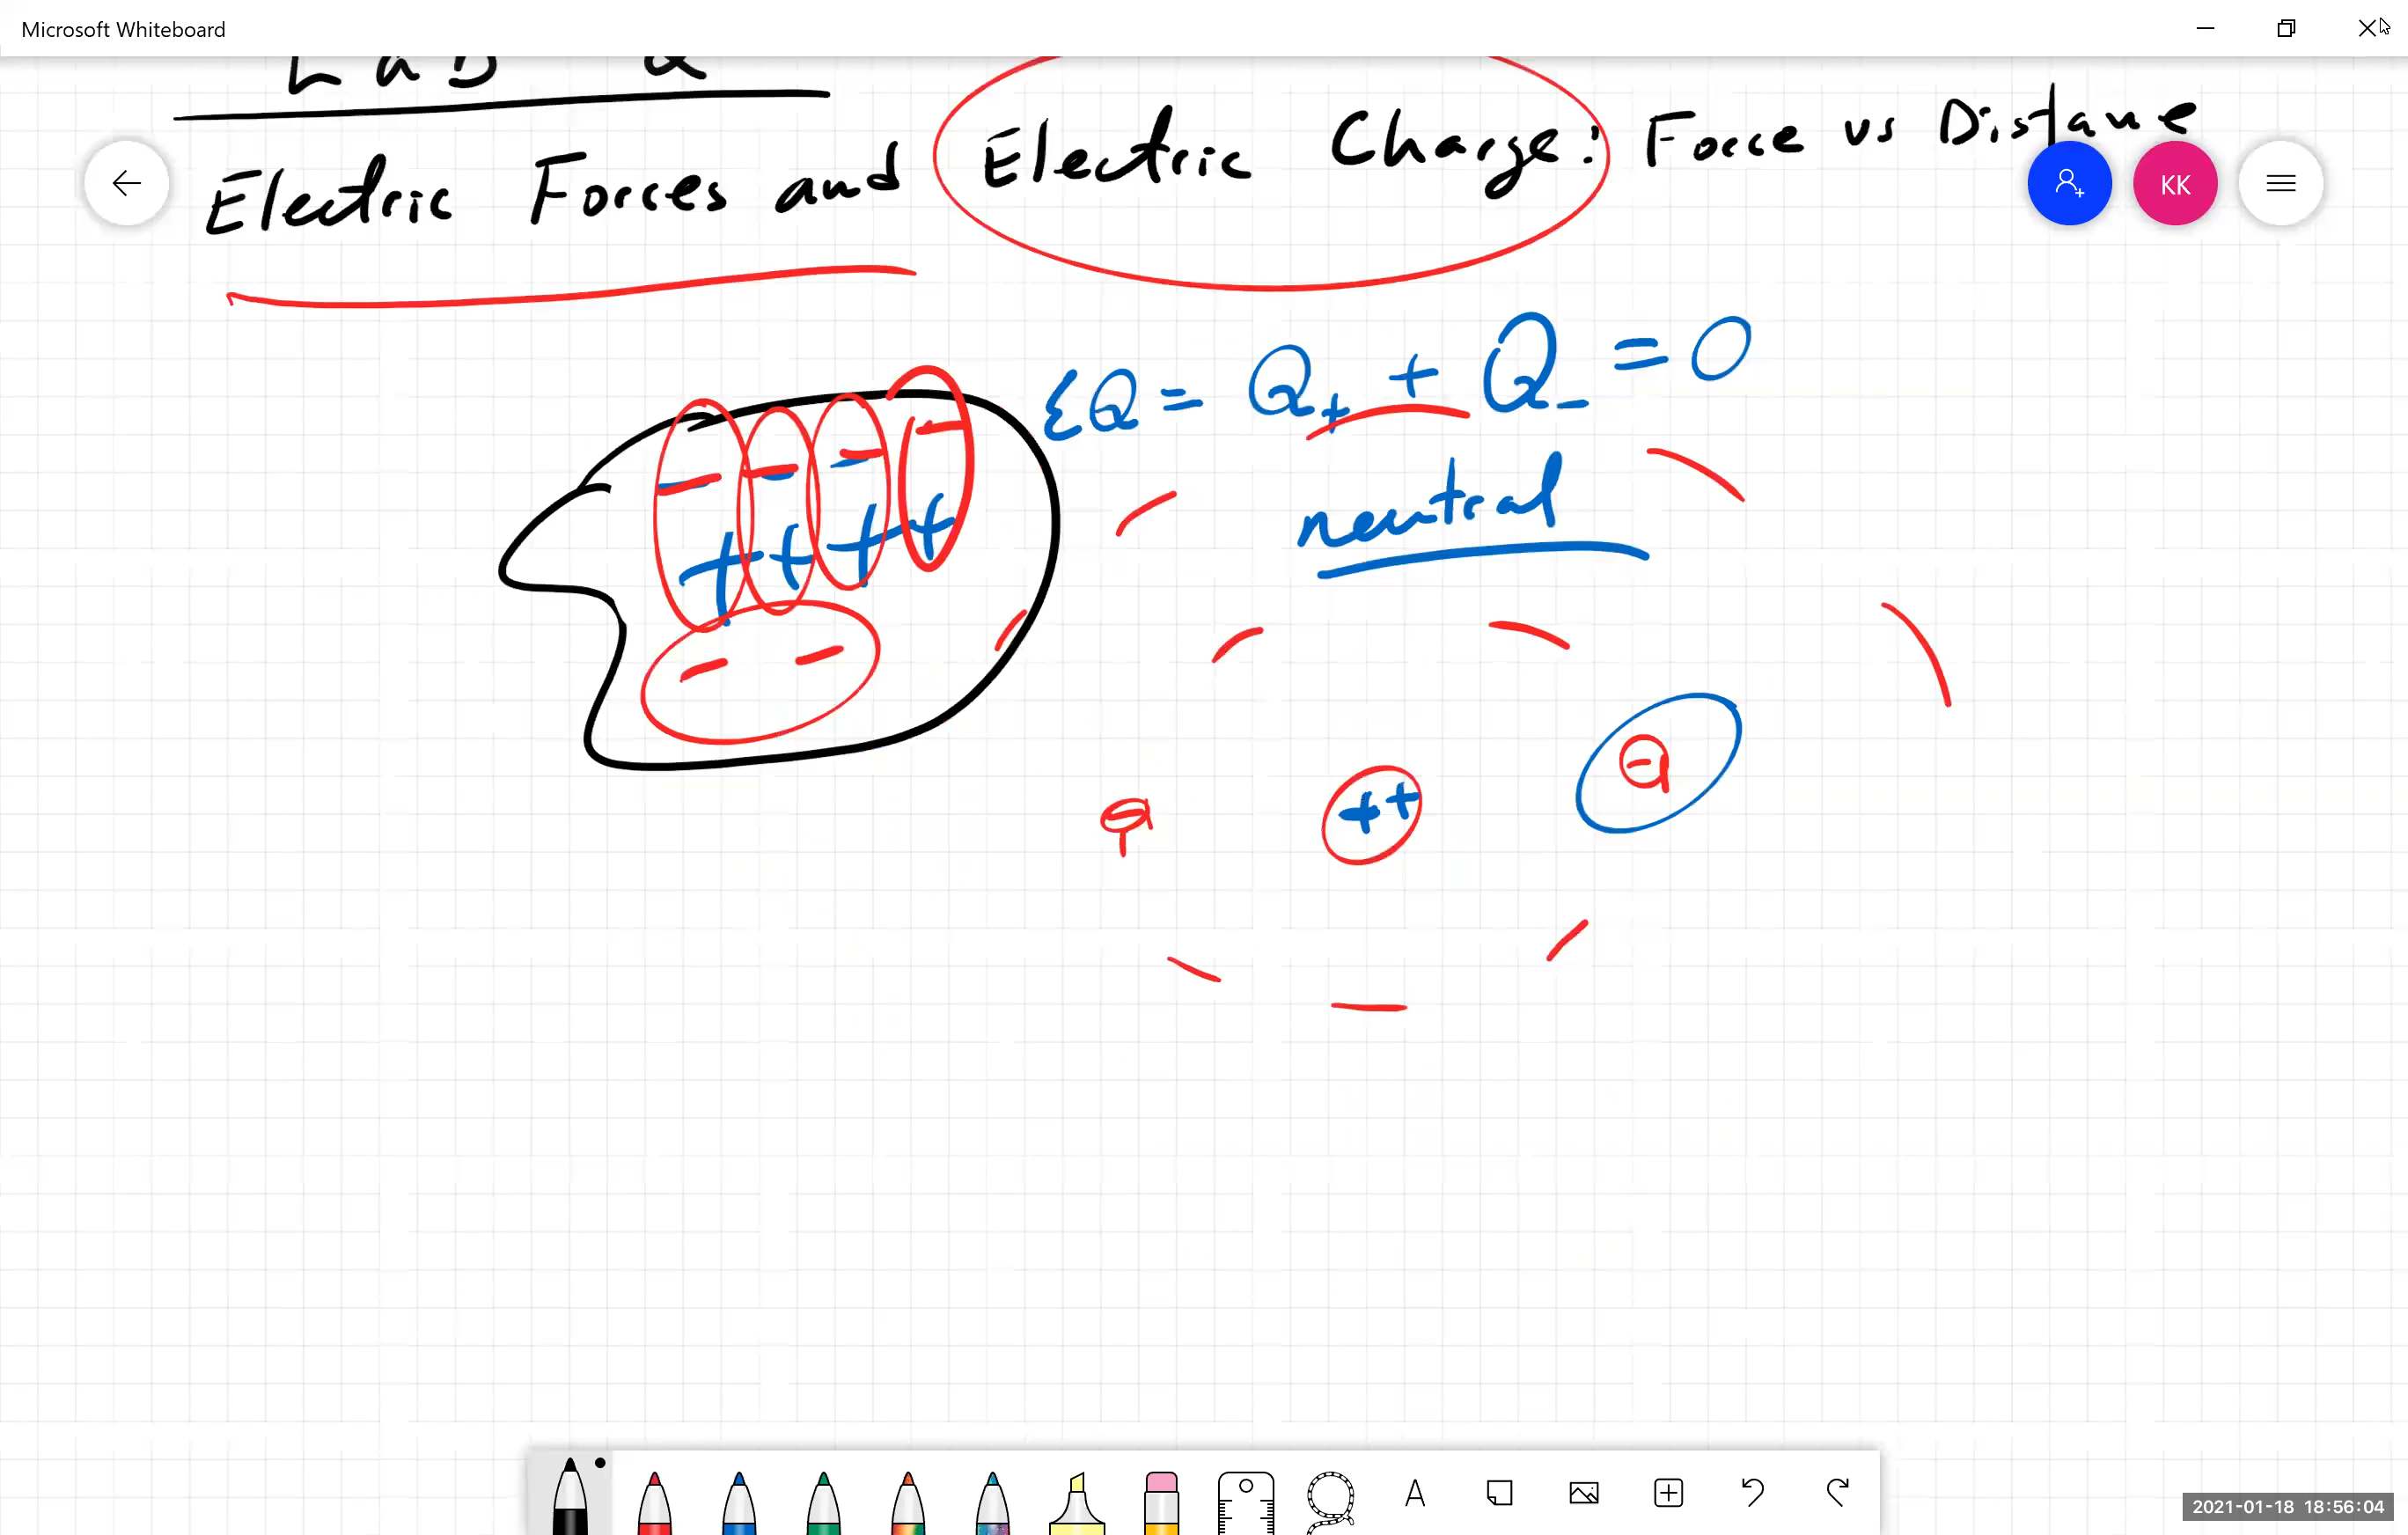 Microsoft Whiteboard
Electric Forces and Electric Charge: Force vs Distance
KK
ΣQ = Q₊ + Q₋ = 0
neutral
- - - -
+ + + +
- -
- ++ -
A
2021-01-18 18:56:04